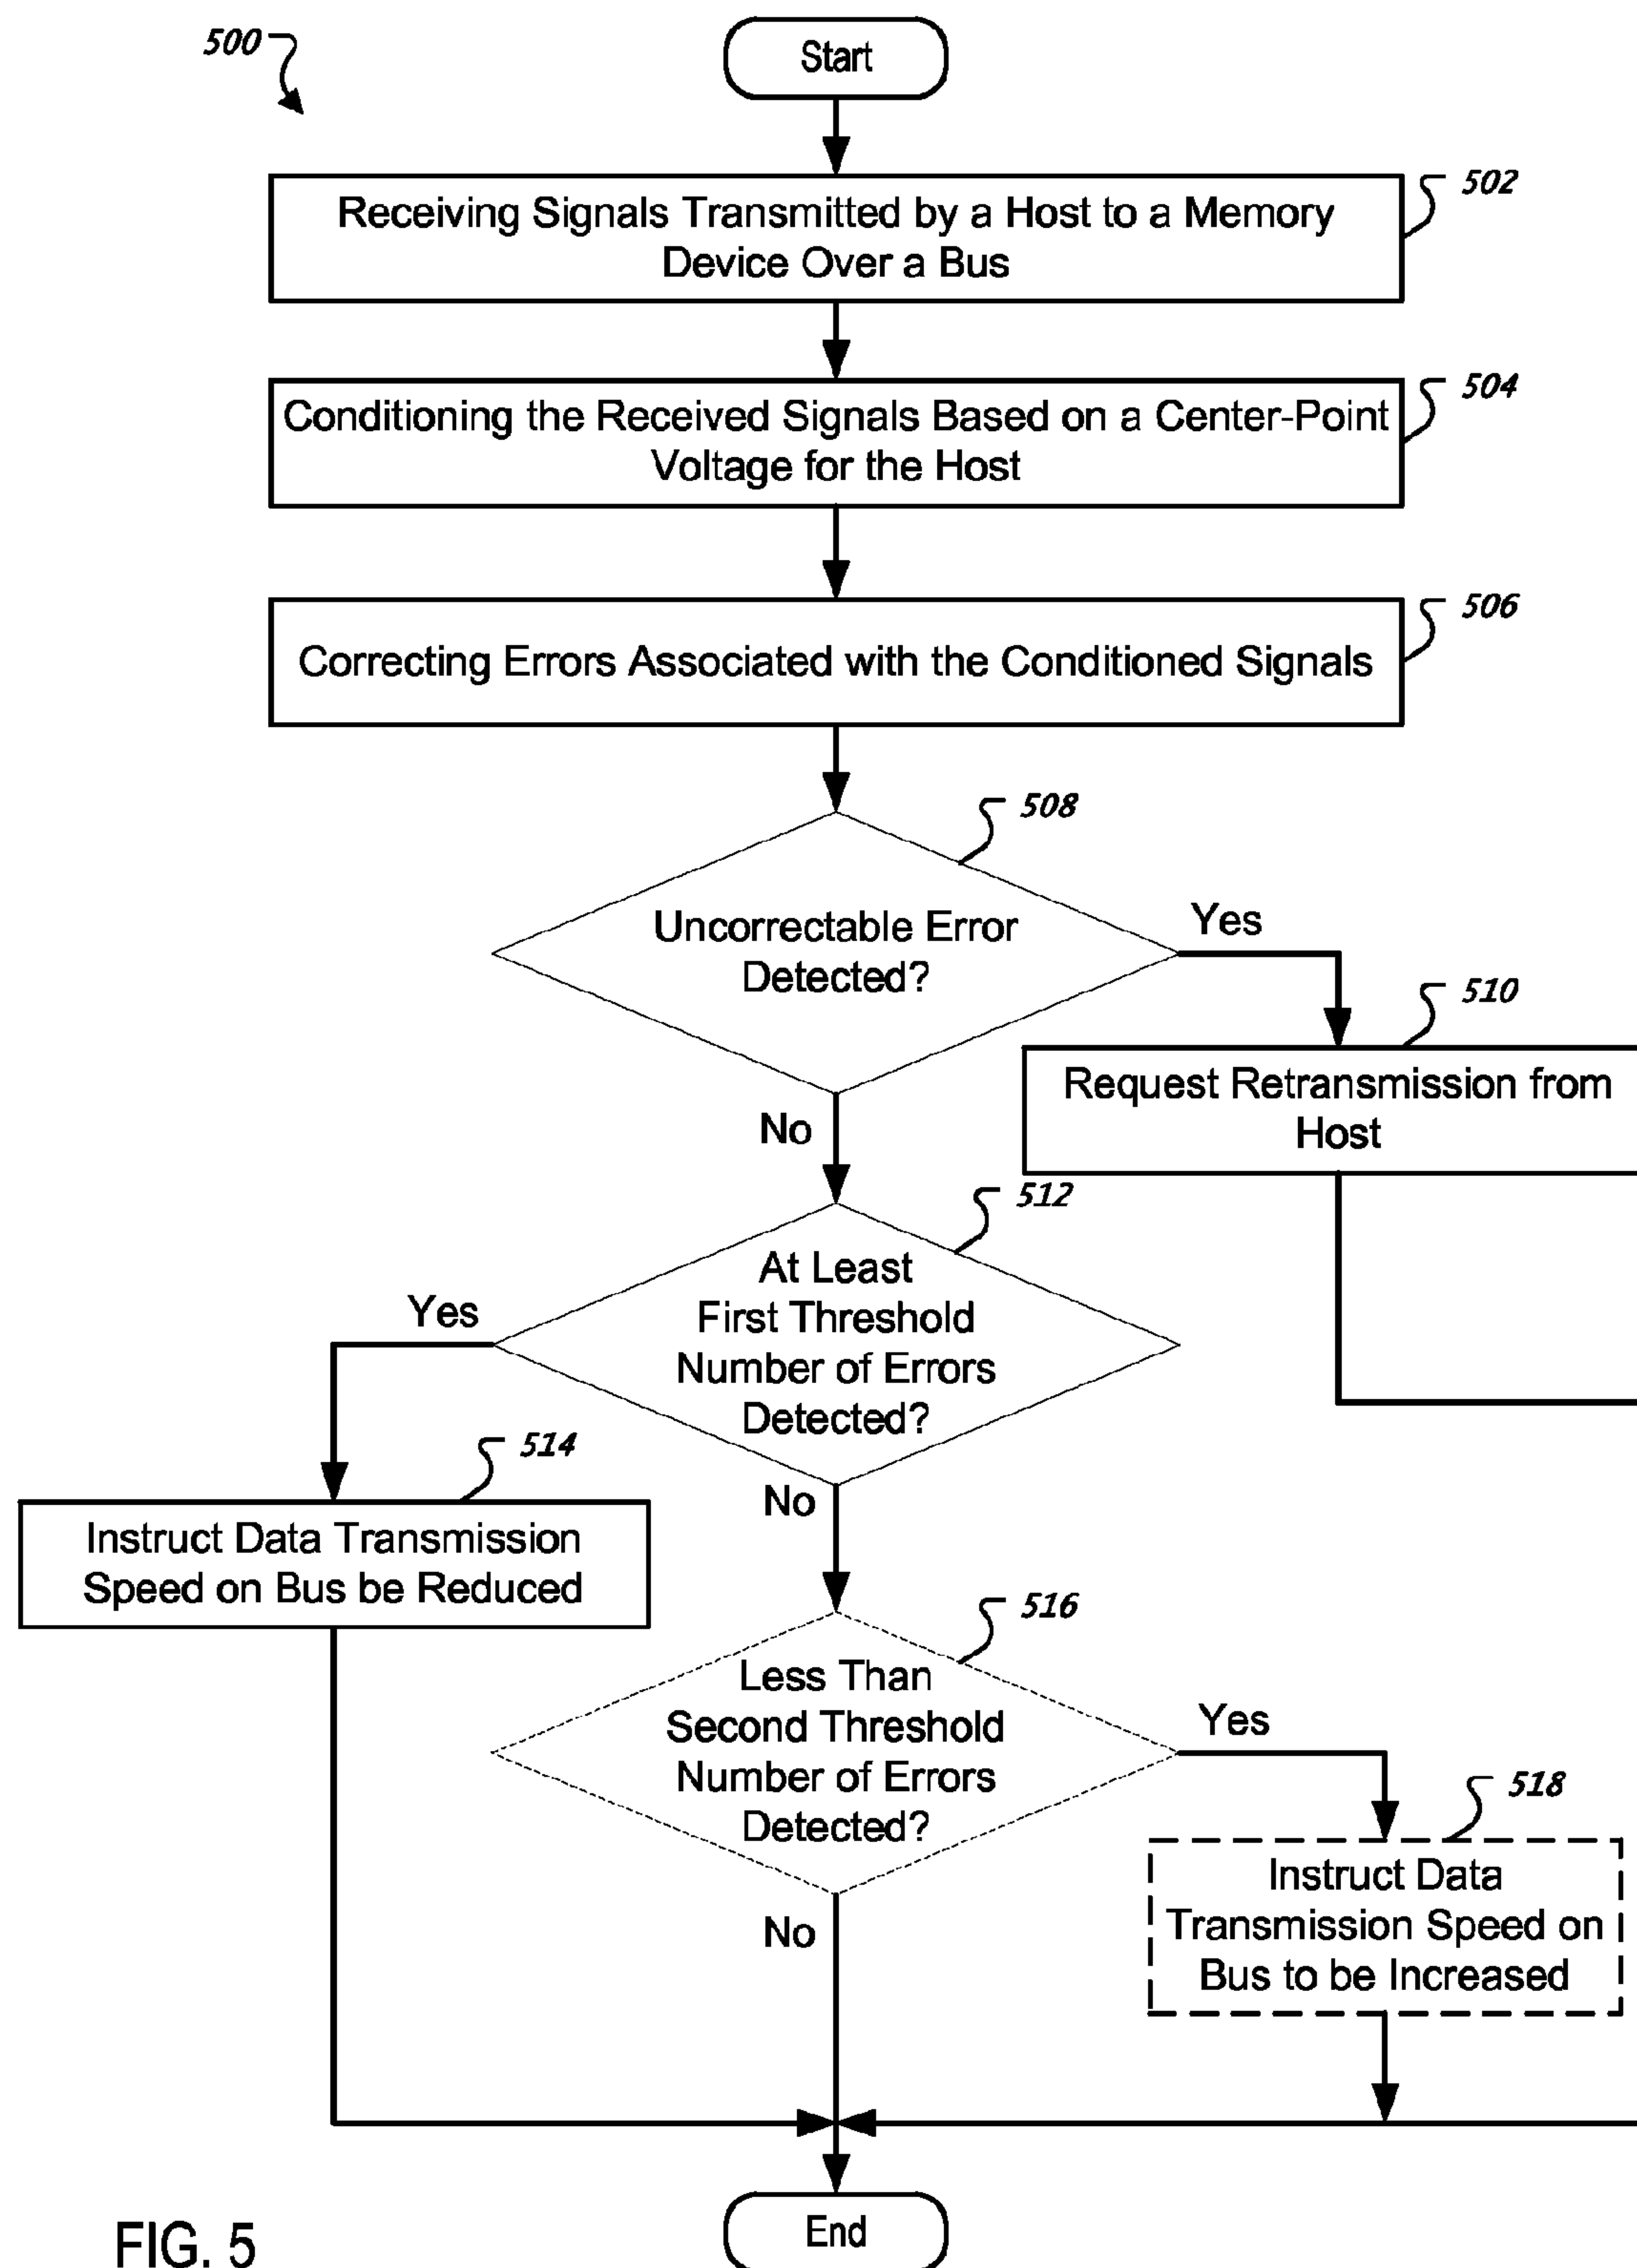 500
Start
502
Receiving Signals Transmitted by a Host to a Memory
Device Over a Bus
504
Conditioning the Received Signals Based on a Center-Point
Voltage for the Host
506
Correcting Errors Associated with the Conditioned Signals
508
Uncorrectable Error
Detected?
Yes
510
Request Retransmission from
Host
No
512
At Least
First Threshold
Number of Errors
Detected?
Yes
514
Instruct Data Transmission
Speed on Bus be Reduced
No
516
Less Than
Second Threshold
Number of Errors
Detected?
Yes
518
Instruct Data
Transmission Speed on
Bus to be Increased
No
End
FIG. 5